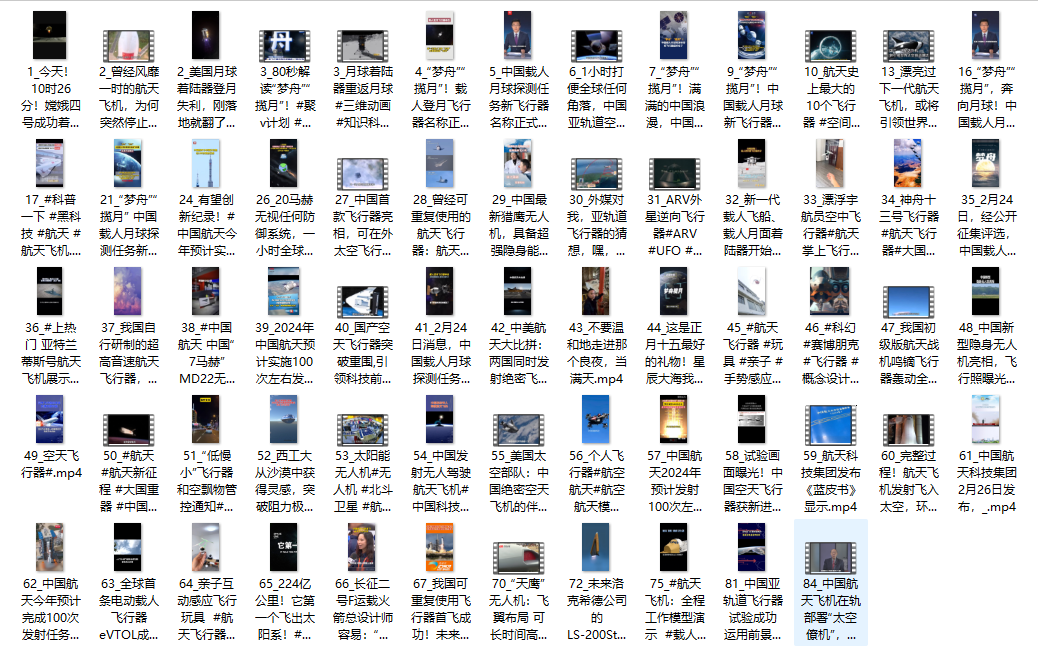 1_今天！
10时26
分！嫦娥四
号成功着...
2_曾经风靡
一时的航天
飞机，为何
突然停止...
2_美国月球
着陆器登月
失利，刚落
地就翻了...
3_80秒解
读“梦舟”“
揽月”！#聚
v计划 #...
3_月球着陆
器重返月球
#三维动画
#知识科...
4_“梦舟”“
揽月”！载
人登月飞行
器名称正...
5_中国载人
月球探测任
务新飞行器
名称正式...
6_1小时打
便全球任何
角落，中国
亚轨道空...
7_“梦舟”“
揽月”！满
满的中国浪
漫，中国...
9_“梦舟”“
揽月”！中
国载人月球
新飞行器...
10_航天史
上最大的
10个飞行
器 #空间...
13_漂亮过
下一代航天
飞机，或将
引领世界...
16_“梦舟”“
揽月”，奔
向月球！中
国载人月...
17_#科普
一下 #黑科
技 #航天 #
航天飞机....
21_“梦舟”“
揽月” 中国
载人月球探
测任务新...
24_有望创
新纪录！#
中国航天今
年预计实...
26_20马赫
无视任何防
御系统，一
小时全球...
27_中国首
款飞行器亮
相，可在外
太空飞行...
28_曾经可
重复使用的
航天飞行
器：航天...
29_中国最
新猎鹰无人
机，具备超
强隐身能...
30_外媒对
我，亚轨道
飞行器的猜
想，嘿，...
31_ARV外
星逆向飞行
器#ARV
#UFO #...
32_新一代
载人飞船、
载人月面着
陆器开始...
33_漂浮宇
航员空中飞
行器#航天
掌上飞行...
34_神舟十
三号飞行器
#航天飞行
器#大国...
35_2月24
日，经公开
征集评选，
中国载人...
36_#上热
门 亚特兰
蒂斯号航天
飞机展示...
37_我国自
行研制的超
高音速航天
飞行器，...
38_#中国
航天 中国“
7马赫”
MD22无...
39_2024年
中国航天预
计实施100
次左右发...
40_国产空
天飞行器突
破重围,引
领科技前...
41_2月24
日消息，中
国载人月球
探测任务...
42_中美航
天大比拼：
两国同时发
射绝密飞...
43_不要温
和地走进那
个良夜，当
满天.mp4
44_这是正
月十五最好
的礼物！星
辰大海我...
45_#航天
飞行器 #玩
具 #亲子 #
手势感应...
46_#科幻
#赛博朋克
#飞行器 #
概念设计...
47_我国初
级版航天战
机鸣镝飞行
器轰动全...
48_中国新
型隐身无人
机亮相，飞
行照曝光...
49_空天飞
行器#.mp4
50_#航天
#航天新征
程 #大国重
器 #中国...
51_“低慢
小”飞行器
和空飘物管
控通知#...
52_西工大
从沙漠中获
得灵感，突
破阻力极...
53_太阳能
无人机#无
人机 #北斗
卫星 #航...
54_中国发
射无人驾驶
航天飞机#
中国科技...
55_美国太
空部队：中
国绝密空天
飞机的伴...
56_个人飞
行器#航空
航天#航空
航天模...
57_中国航
天2024年
预计发射
100次左...
58_试验画
面曝光！中
国空天飞行
器获新进...
59_航天科
技集团发布
《蓝皮书》
显示.mp4
60_完整过
程！航天飞
机发射飞入
太空，环...
61_中国航
天科技集团
2月26日发
布，_.mp4
62_中国航
天今年预计
完成100次
发射任务...
63_全球首
条电动载人
飞行器
eVTOL成...
64_亲子互
动感应飞行
玩具 #航
天飞行器...
65_224亿
公里！它第
一个飞出太
阳系！#...
66_长征二
号F运载火
箭总设计师
容易：“...
67_我国可
重复使用飞
行器首飞成
功！未来...
70_“天鹰”
无人机：飞
翼布局 可
长时间高...
72_未来洛
克希德公司
的
LS-200St...
75_#航天
飞机：全程
工作模型演
示 #载人...
81_中国亚
轨道飞行器
试验成功
运用前景...
84_中国航
天飞机在轨
部署“太空
僚机”，...